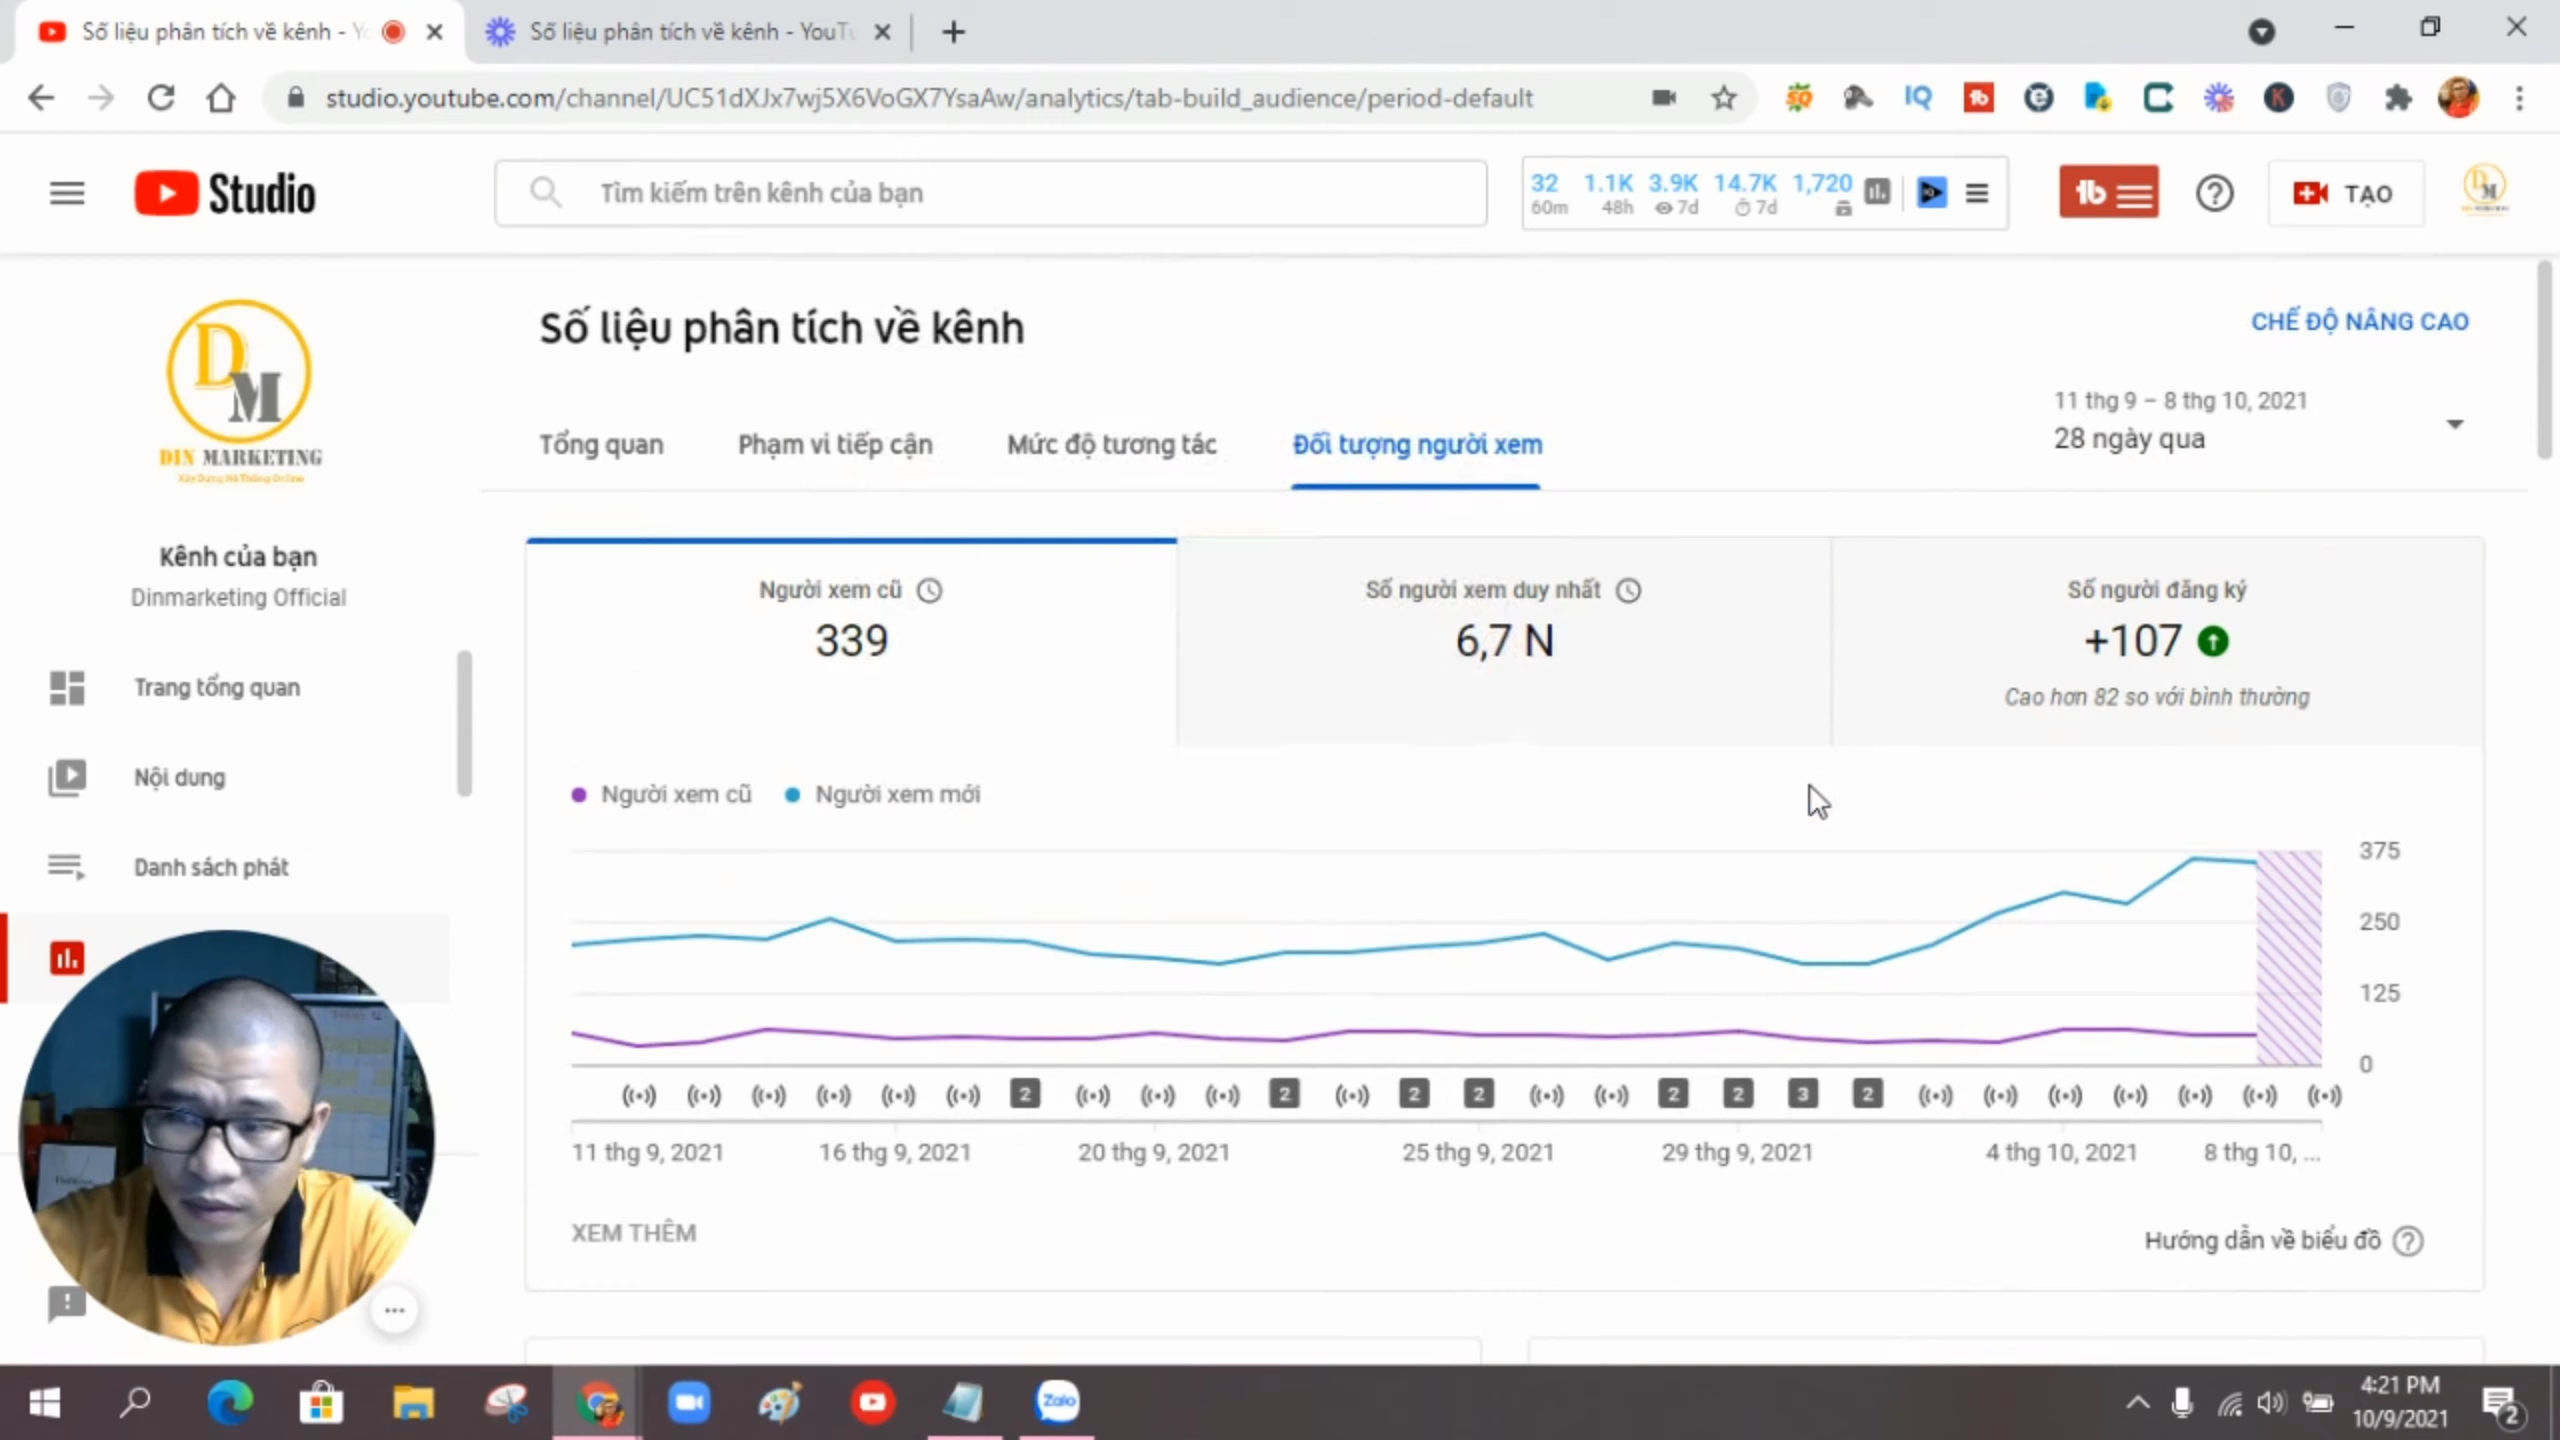 Số liệu phân tích về kênh - Yo
Số liệu phân tích về kênh - YouTu
studio.youtube.com/channel/UC51dXJx7wj5X6VoGX7YsaAw/analytics/tab-build_audience/period-default
Studio
Tìm kiếm trên kênh của bạn
32 1.1K 3.9K 14.7K 1,720
60m 48h 7d 7d
TẠO
DM
DIN MARKETING
Xây Dựng Hệ Thống Online
Kênh của bạn
Dinmarketing Official
Trang tổng quan
Nội dung
Danh sách phát
Số liệu phân tích về kênh
CHẾ ĐỘ NÂNG CAO
Tổng quan
Phạm vi tiếp cận
Mức độ tương tác
Đối tượng người xem
11 thg 9 – 8 thg 10, 2021
28 ngày qua
Người xem cũ
339
Số người xem duy nhất
6,7 N
Số người đăng ký
+107
Cao hơn 82 so với bình thường
Người xem cũ
Người xem mới
375
250
125
0
2 2 2 2 2 2 3 2
11 thg 9, 2021 16 thg 9, 2021 20 thg 9, 2021 25 thg 9, 2021 29 thg 9, 2021 4 thg 10, 2021 8 thg 10, ...
XEM THÊM
Hướng dẫn về biểu đồ
Zalo
4:21 PM
10/9/2021
2